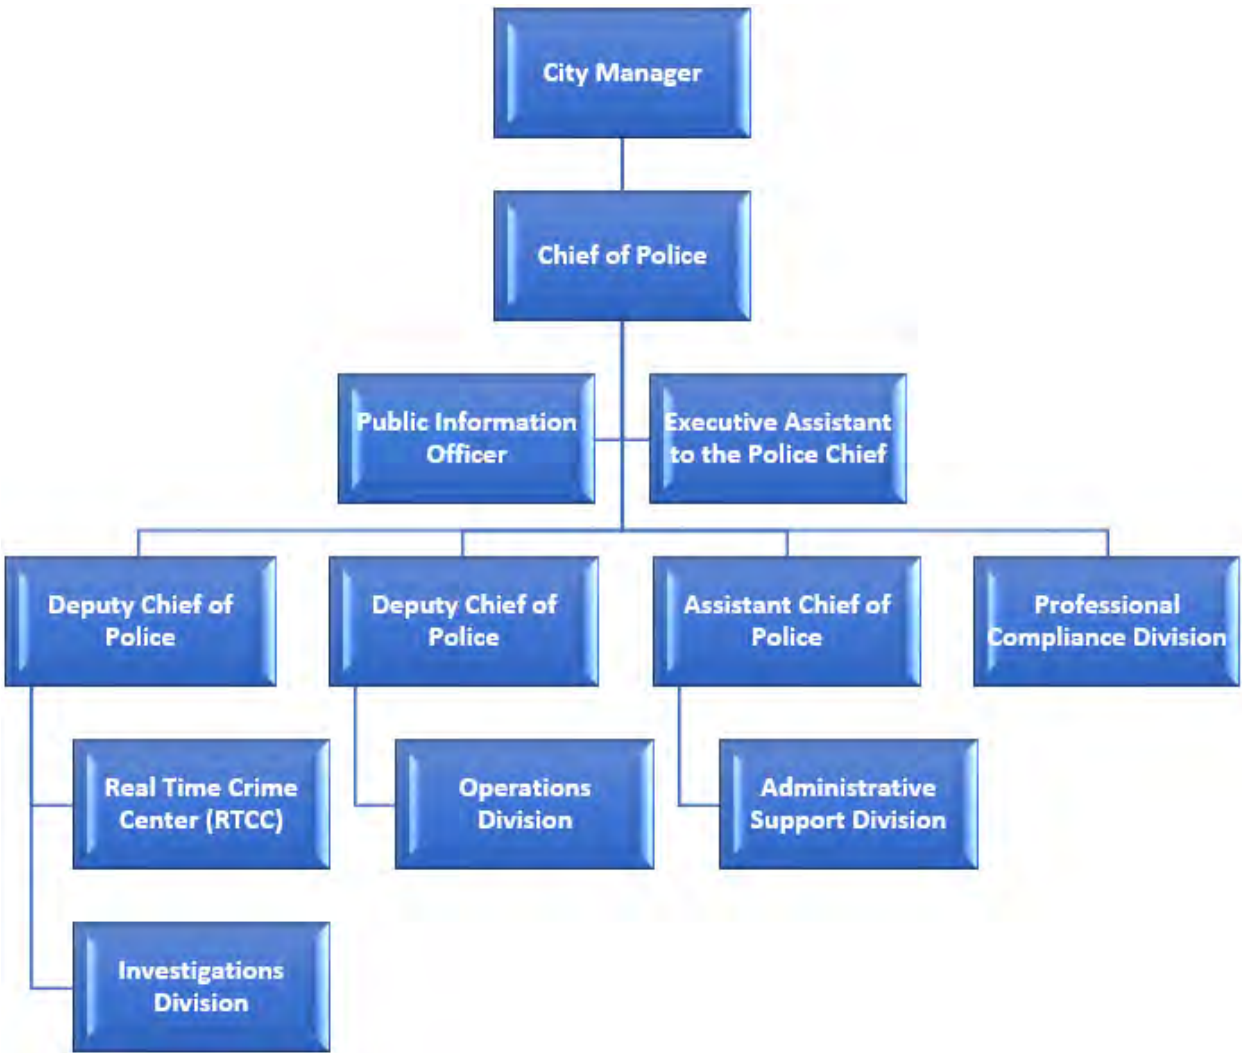 City Manager
Chief of Police
Public Information
Officer
Executive Assistant
to the Police Chief
Deputy Chief of
Police
Deputy Chief of
Police
Assistant Chief of
Police
Professional
Compliance Division
Real Time Crime
Center (RTCC)
Operations
Division
Administrative
Support Division
Investigations
Division